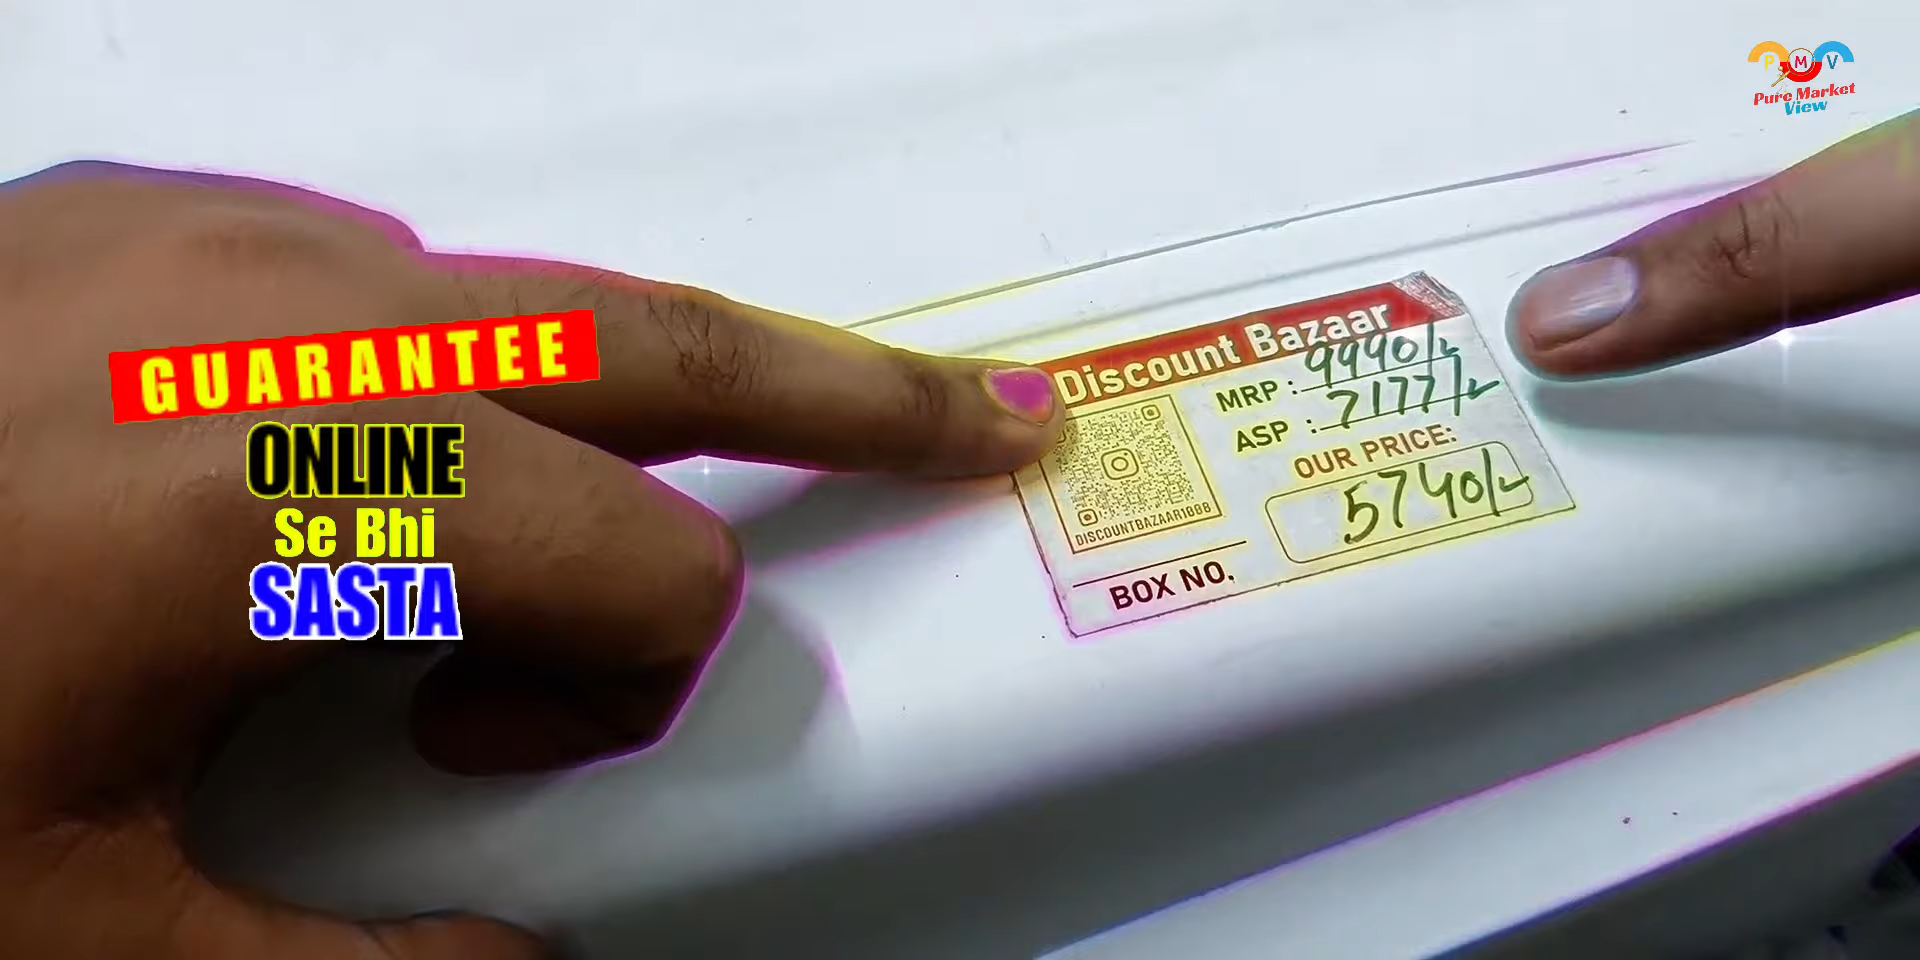 P M V
Pure Market
View
GUARANTEE
ONLINE
Se Bhi
SASTA
Discount Bazaar
MRP : 9990/-
ASP : 7177/-
OUR PRICE:
5740/-
DISCOUNTBAZAAR1998
BOX NO.